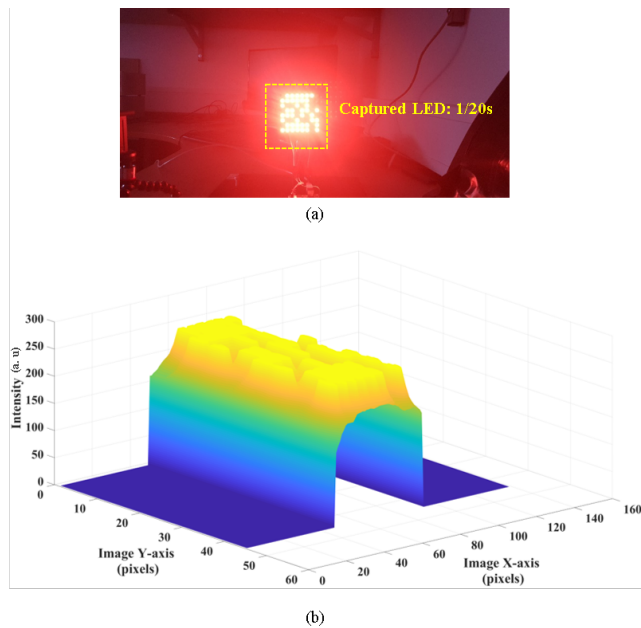 Captured LED: 1/20s
(a)
300
250
200
150
100
50
0
Intensity (a. u)
0
10
20
30
40
50
60
Image Y-axis
(pixels)
0
20
40
60
80
100
120
140
160
Image X-axis
(pixels)
(b)